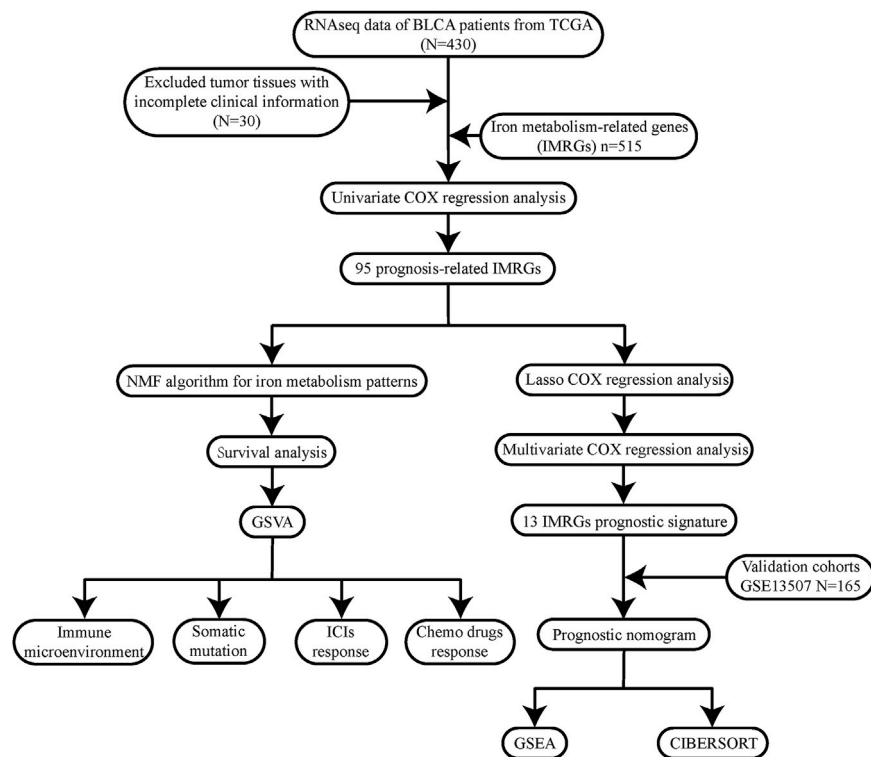 RNAseq data of BLCA patients from TCGA
(N=430)
Excluded tumor tissues with
incomplete clinical information
(N=30)
Iron metabolism-related genes
(IMRGs) n=515
Univariate COX regression analysis
95 prognosis-related IMRGs
NMF algorithm for iron metabolism patterns
Lasso COX regression analysis
Survival analysis
Multivariate COX regression analysis
GSVA
13 IMRGs prognostic signature
Validation cohorts
GSE13507 N=165
Immune
microenvironment
Somatic
mutation
ICIs
response
Chemo drugs
response
Prognostic nomogram
GSEA
CIBERSORT